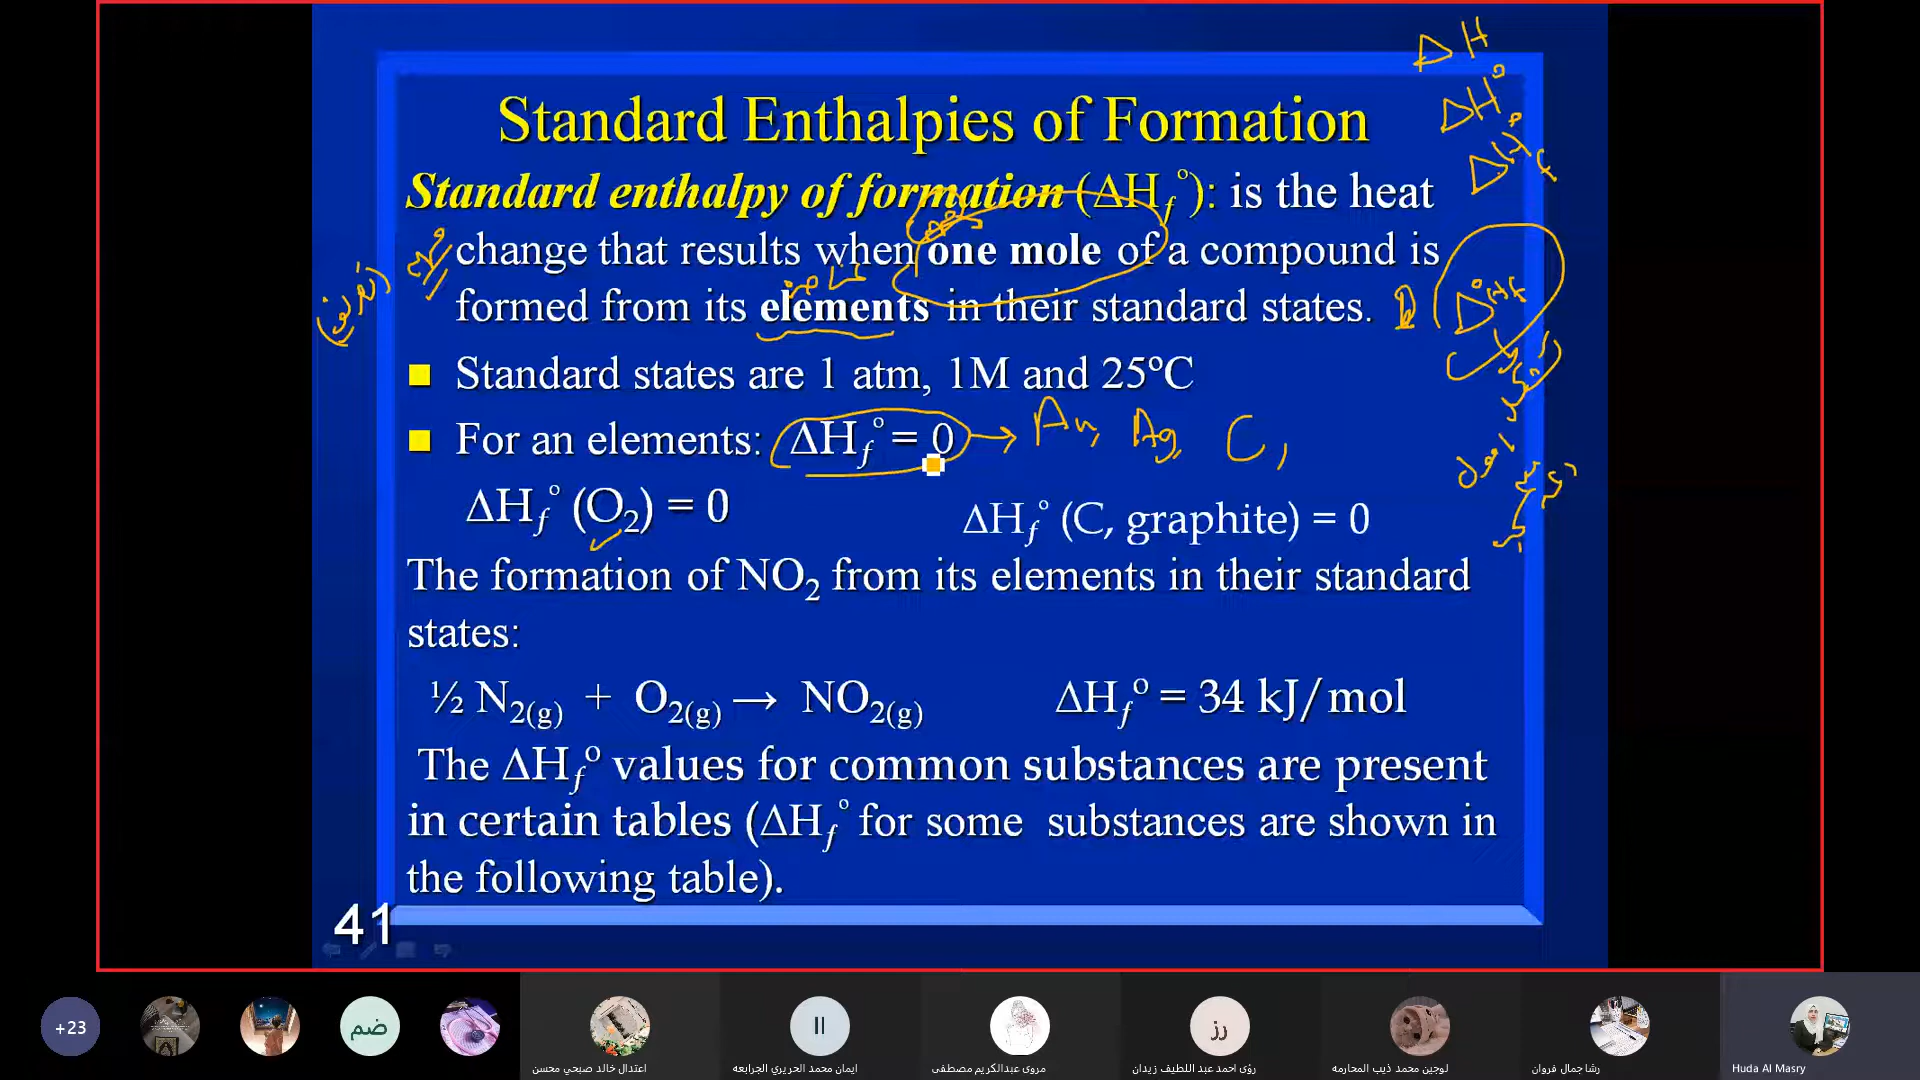 ΔH
ΔH°
ΔH°f
Standard Enthalpies of Formation
Standard enthalpy of formation (ΔHf°): is the heat
change that results when one mole of a compound is
formed from its elements in their standard states.
ΔH°f
Standard states are 1 atm, 1M and 25°C
For an elements: ΔHf° = 0 → Au, Ag, C,
ΔHf° (O2) = 0 ΔHf° (C, graphite) = 0
The formation of NO2 from its elements in their standard
states:
½ N2(g) + O2(g) → NO2(g) ΔHf° = 34 kJ/mol
The ΔHf° values for common substances are present
in certain tables (ΔHf° for some substances are shown in
the following table).
41
+23
ضم
رز
اعتدال خالد صبحي محسن
ايمان محمد الحريري الجرابعه
مروى عبدالكريم مصطفى
رؤى احمد عبد اللطيف زيدان
لوجين محمد ذيب المحارمه
رشا جمال فروان
Huda Al Masry